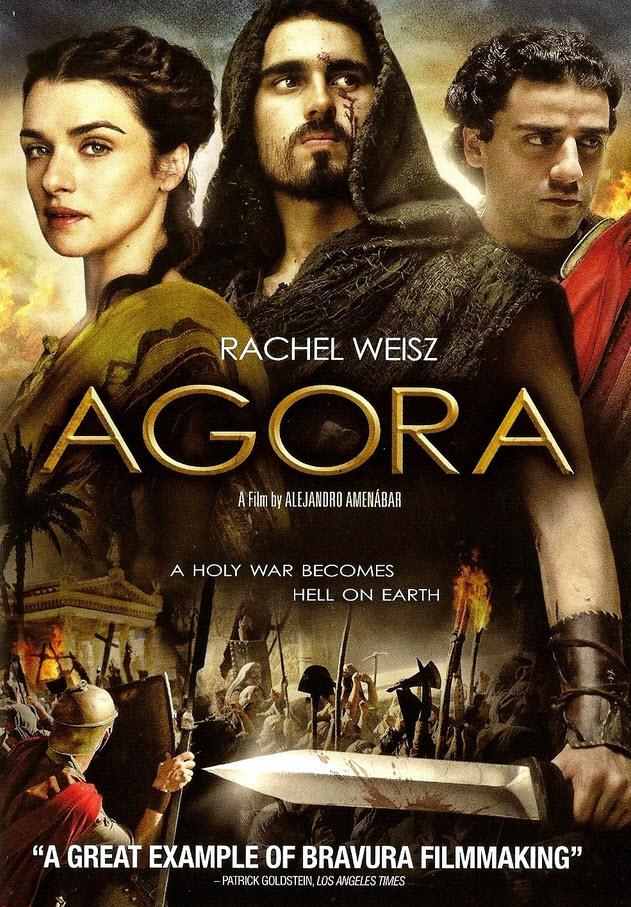 RACHEL WEISZ
AGORA
A Film by ALEJANDRO AMENÁBAR
A HOLY WAR BECOMES
HELL ON EARTH
“A GREAT EXAMPLE OF BRAVURA FILMMAKING”
– PATRICK GOLDSTEIN, LOS ANGELES TIMES